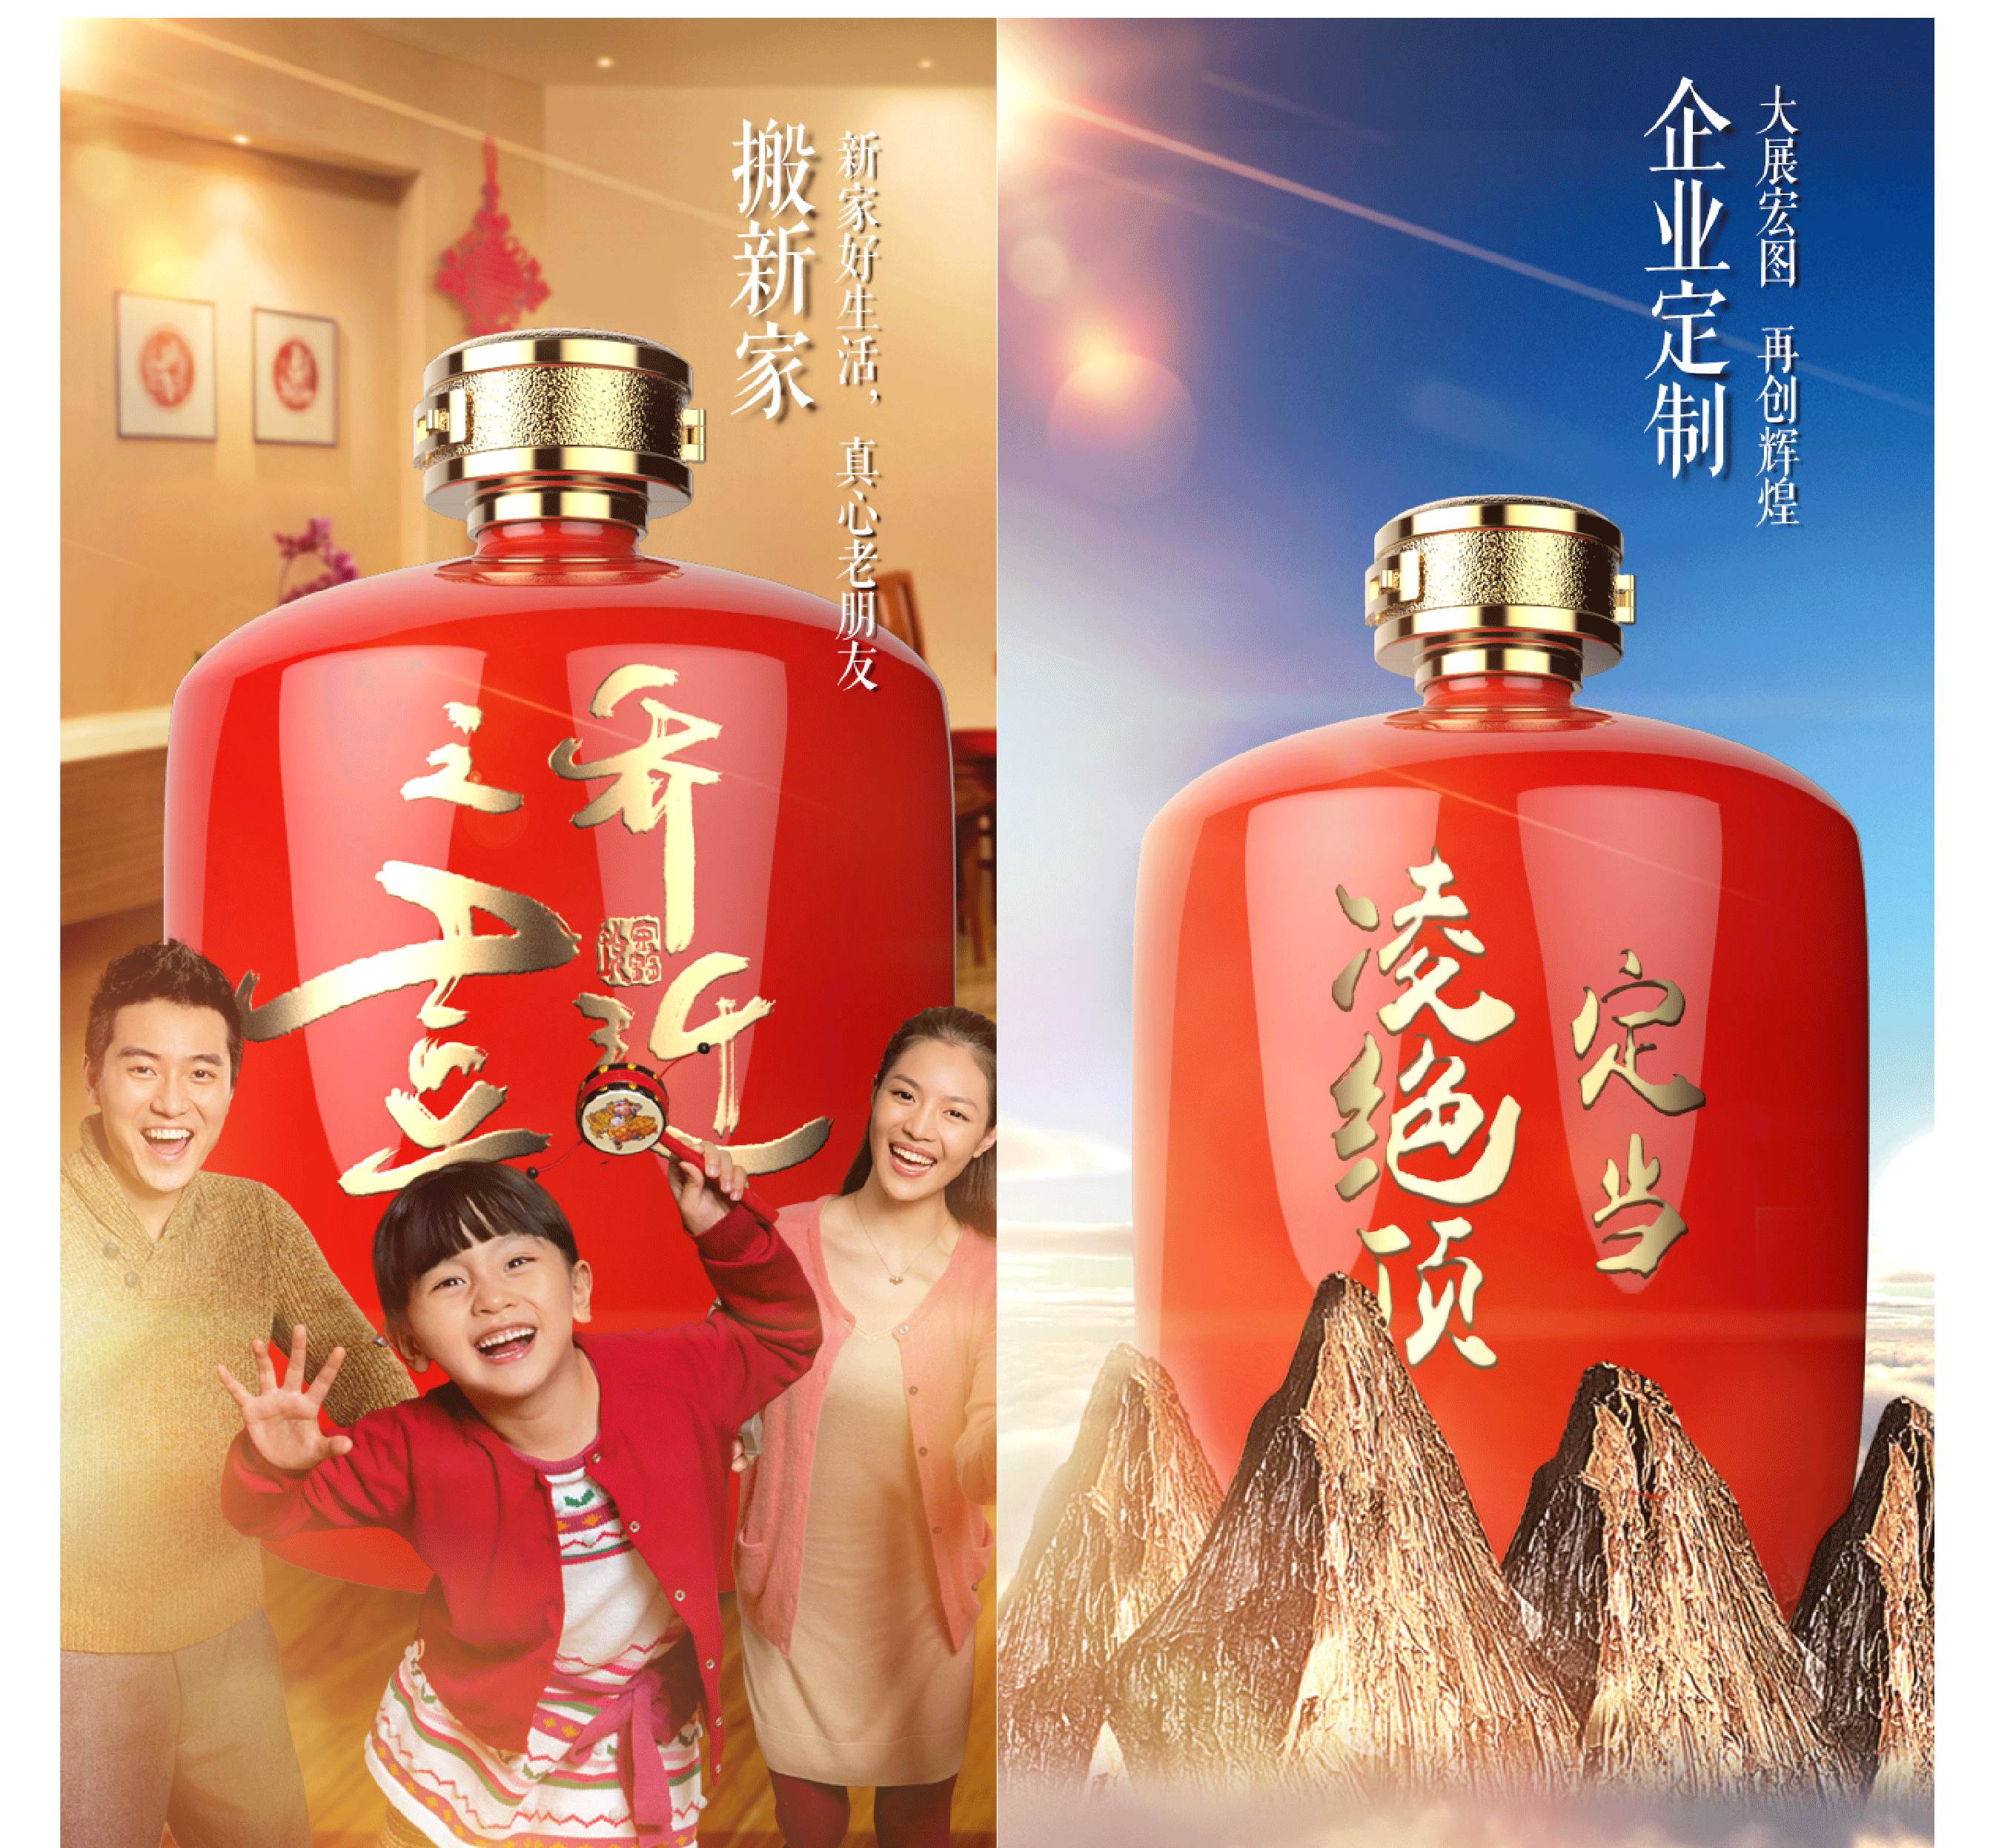 新家好生活，真心老朋友
搬新家
乔迁
之喜
大展宏图 再创辉煌
企业定制
定当
凌绝顶